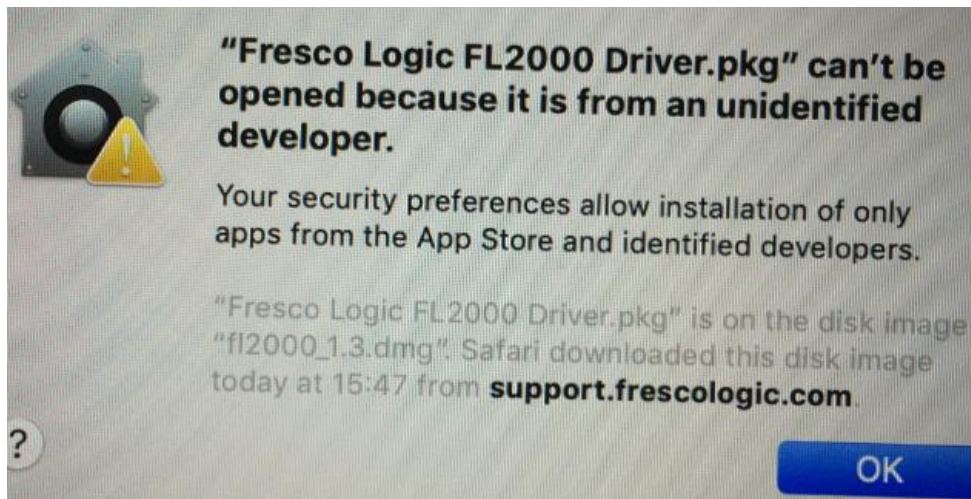 "Fresco Logic FL2000 Driver.pkg" can't be
opened because it is from an unidentified
developer.
Your security preferences allow installation of only
apps from the App Store and identified developers.
"Fresco Logic FL2000 Driver.pkg" is on the disk image
"fl2000_1.3.dmg". Safari downloaded this disk image
today at 15:47 from support.frescologic.com.
?
OK